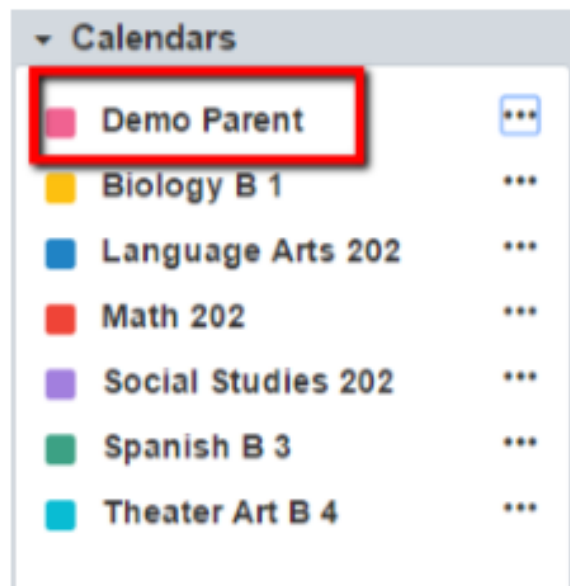 Calendars
Demo Parent
Biology B 1
Language Arts 202
Math 202
Social Studies 202
Spanish B 3
Theater Art B 4